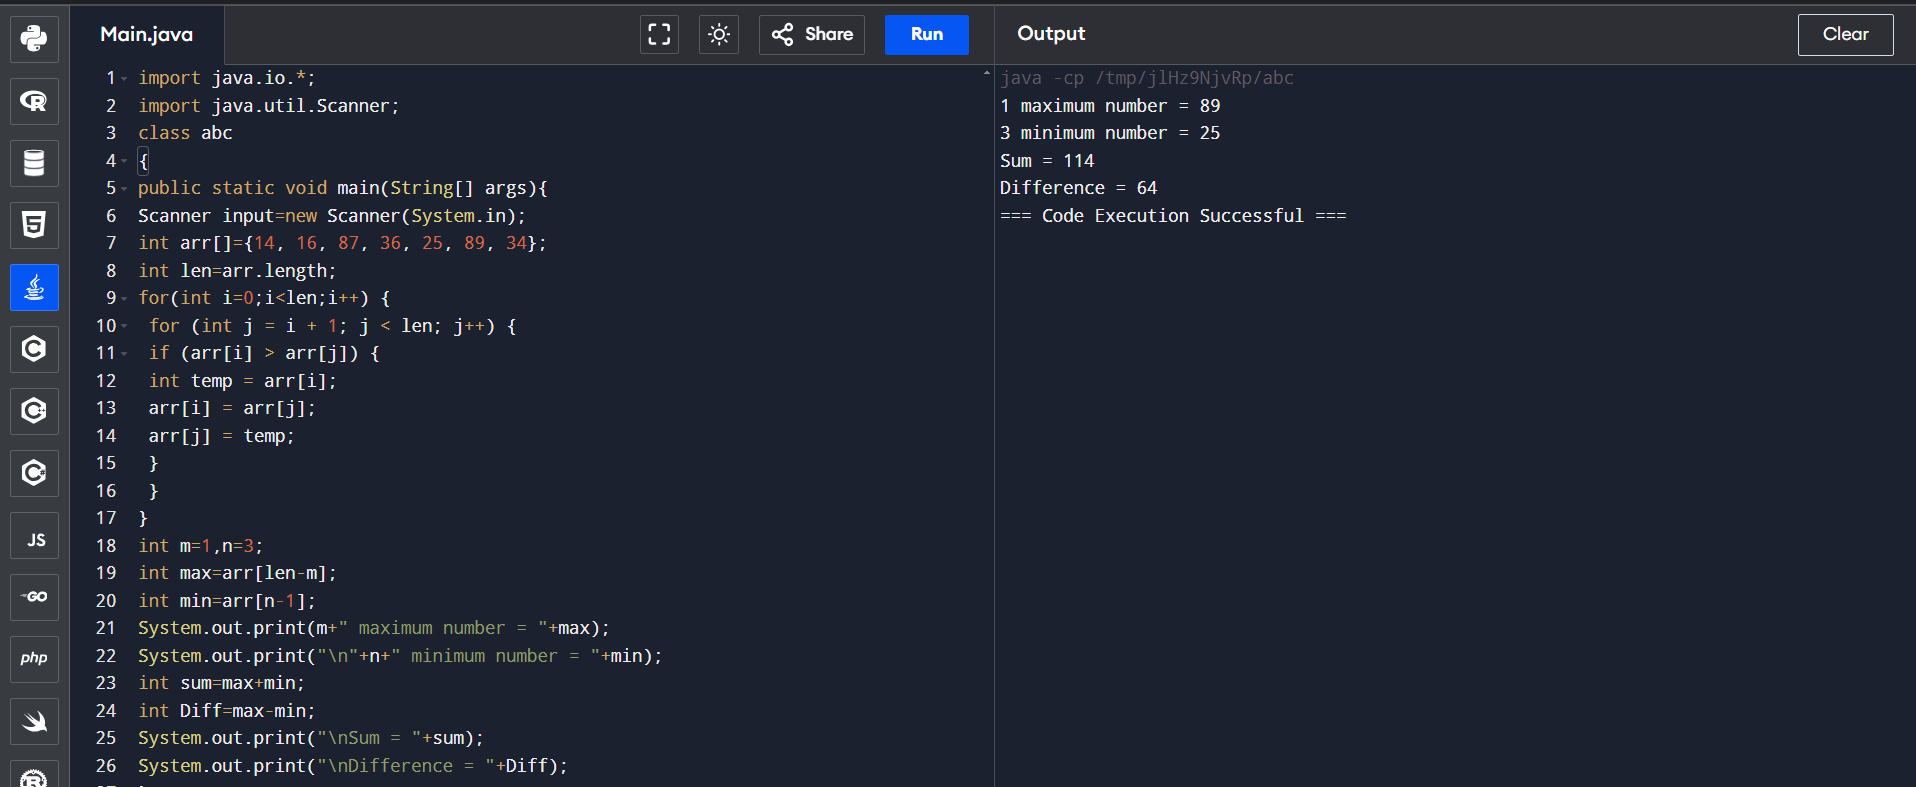 Main.java
Share
Run
Output
Clear
1 import java.io.*;
2 import java.util.Scanner;
3 class abc
4 {
5 public static void main(String[] args){
6 Scanner input=new Scanner(System.in);
7 int arr[]={14, 16, 87, 36, 25, 89, 34};
8 int len=arr.length;
9 for(int i=0;i<len;i++) {
10 for (int j = i + 1; j < len; j++) {
11 if (arr[i] > arr[j]) {
12 int temp = arr[i];
13 arr[i] = arr[j];
14 arr[j] = temp;
15 }
16 }
17 }
18 int m=1,n=3;
19 int max=arr[len-m];
20 int min=arr[n-1];
21 System.out.print(m+" maximum number = "+max);
22 System.out.print("\n"+n+" minimum number = "+min);
23 int sum=max+min;
24 int Diff=max-min;
25 System.out.print("\nSum = "+sum);
26 System.out.print("\nDifference = "+Diff);
java -cp /tmp/jlHz9NjvRp/abc
1 maximum number = 89
3 minimum number = 25
Sum = 114
Difference = 64
=== Code Execution Successful ===
R
5
C
C++
C#
JS
GO
php
R